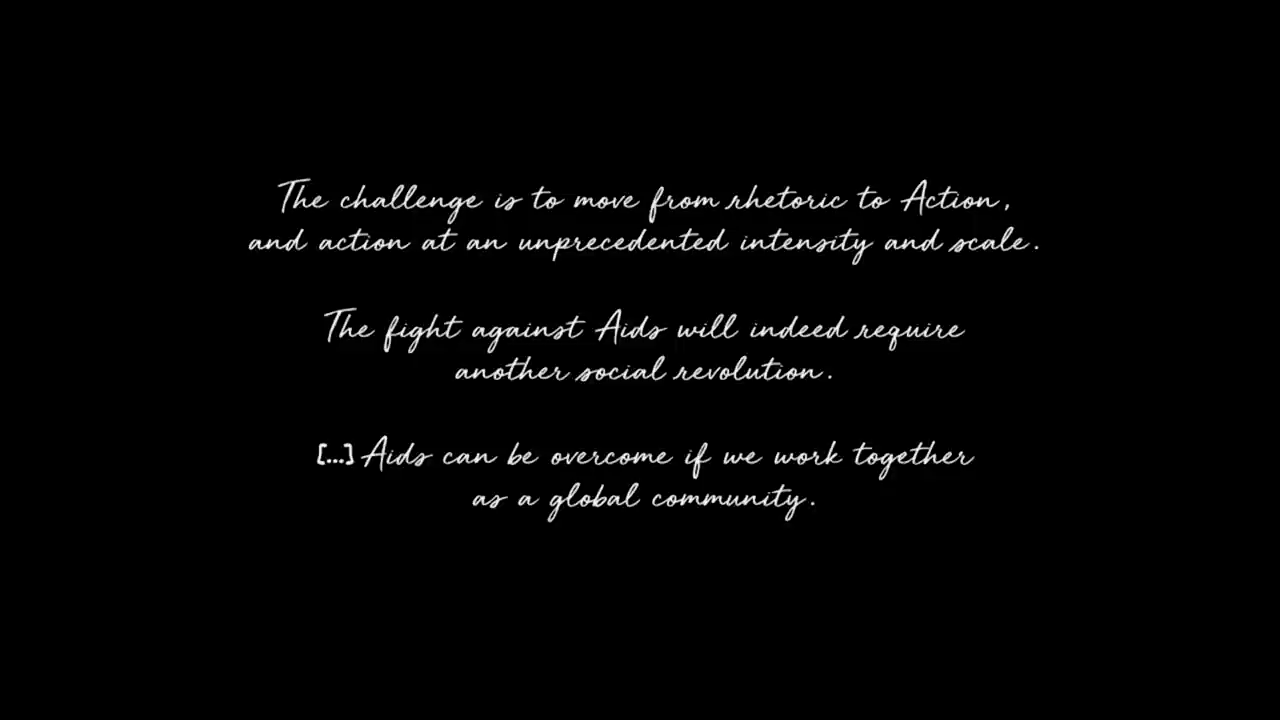 The challenge is to move from rhetoric to Action,
and action at an unprecedented intensity and scale.
The fight against Aids will indeed require
another social revolution.
[...] Aids can be overcome if we work together
as a global community.